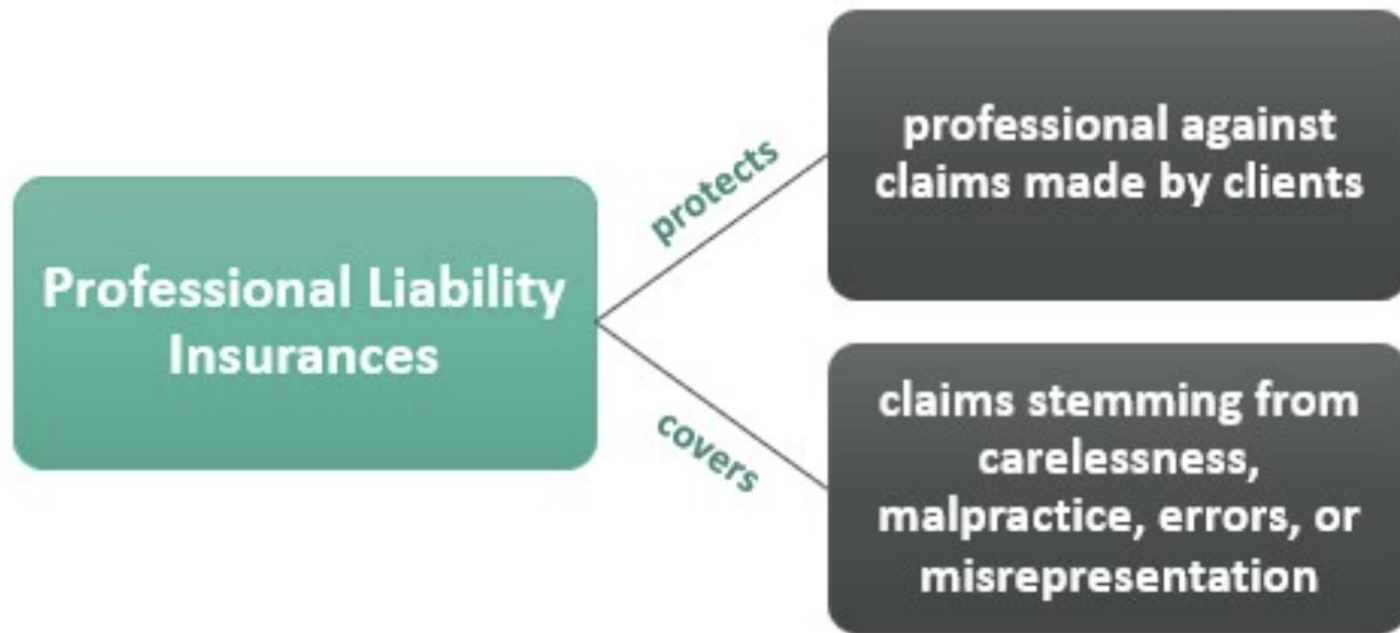 Professional Liability
Insurances
protects
professional against
claims made by clients
covers
claims stemming from
carelessness,
malpractice, errors, or
misrepresentation